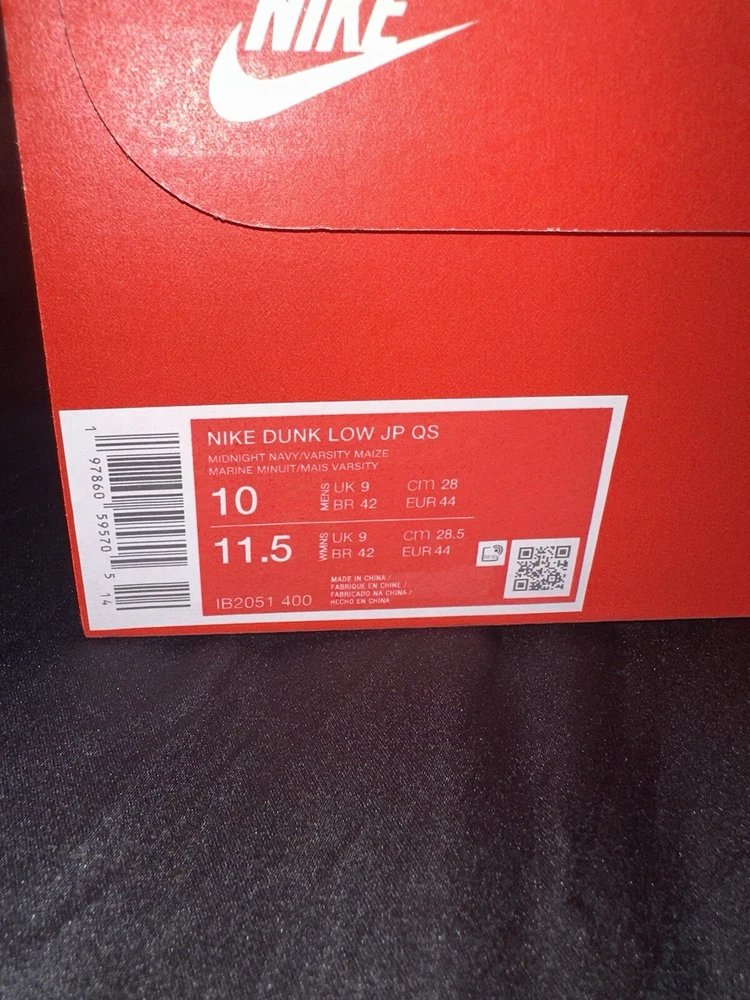 NIKE
NIKE DUNK LOW JP QS
MIDNIGHT NAVY/VARSITY MAIZE
MARINE MINUIT/MAIS VARSITY
10 MENS UK 9 cm 28
BR 42 EUR 44
11.5 WMNS UK 9 cm 28.5
BR 42 EUR 44
IB2051 400
MADE IN CHINA /
FABRIQUE EN CHINE /
FABRICADO NA CHINA /
HECHO EN CHINA
1 97860 59570 5 14